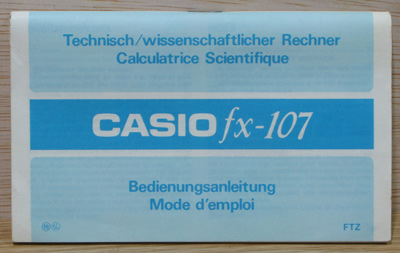 Technisch/wissenschaftlicher Rechner
Calculatrice Scientifique
CASIO fx-107
Bedienungsanleitung
Mode d'emploi
FTZ